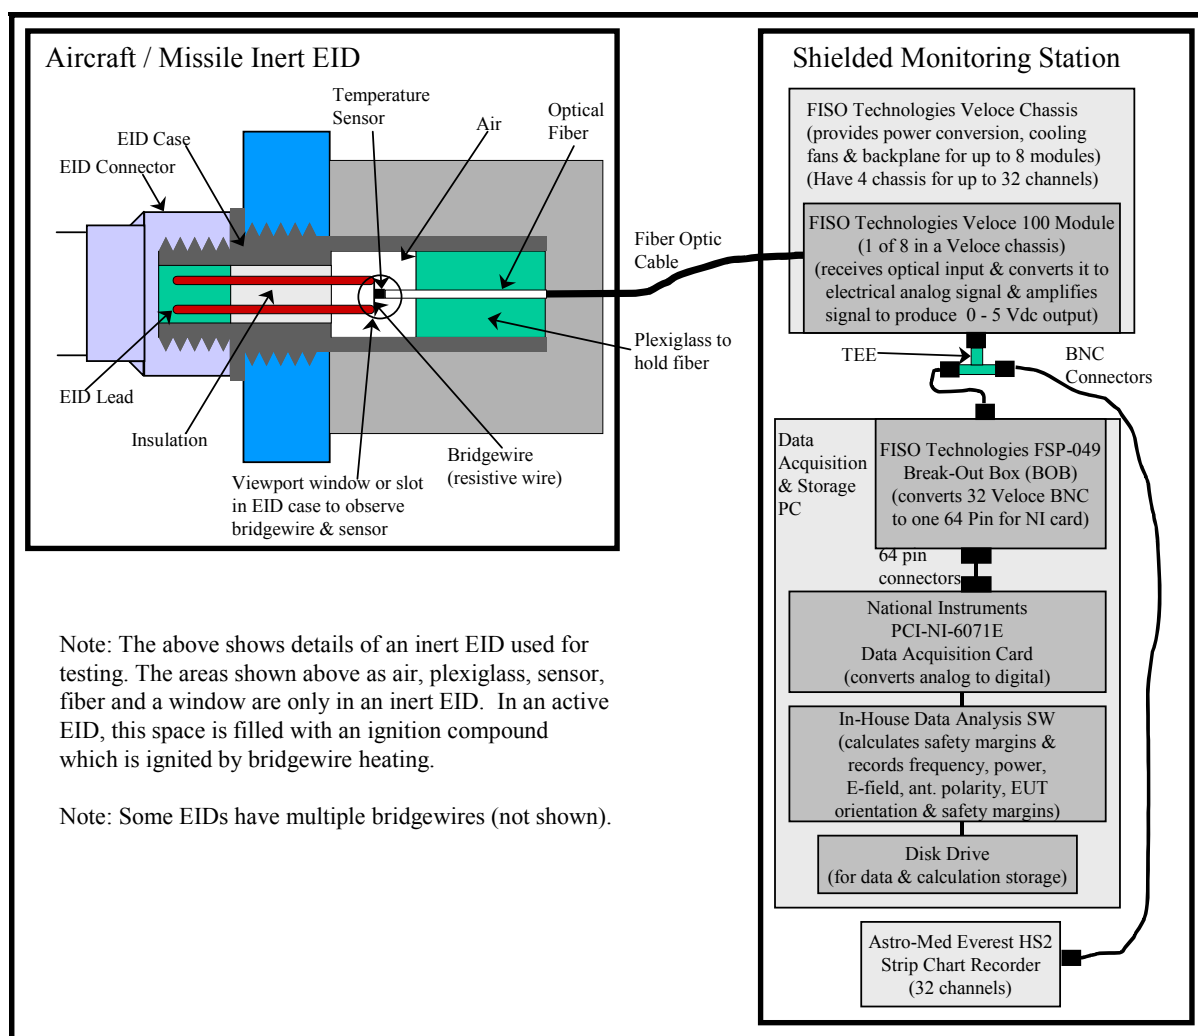 Aircraft / Missile Inert EID
Temperature
Sensor
Optical
Fiber
Air
EID Case
EID Connector
EID Lead
Insulation
Viewport window or slot
in EID case to observe
bridgewire & sensor
Bridgewire
(resistive wire)
Plexiglass to
hold fiber
Fiber Optic
Cable
Note: The above shows details of an inert EID used for
testing. The areas shown above as air, plexiglass, sensor,
fiber and a window are only in an inert EID.  In an active
EID, this space is filled with an ignition compound
which is ignited by bridgewire heating.
Note: Some EIDs have multiple bridgewires (not shown).
Shielded Monitoring Station
FISO Technologies Veloce Chassis
(provides power conversion, cooling
fans & backplane for up to 8 modules)
(Have 4 chassis for up to 32 channels)
FISO Technologies Veloce 100 Module
(1 of 8 in a Veloce chassis)
(receives optical input & converts it to
electrical analog signal & amplifies
signal to produce  0 - 5 Vdc output)
TEE
BNC
Connectors
Data
Acquisition
& Storage
PC
FISO Technologies FSP-049
Break-Out Box (BOB)
(converts 32 Veloce BNC
to one 64 Pin for NI card)
64 pin
connectors
National Instruments
PCI-NI-6071E
Data Acquisition Card
(converts analog to digital)
In-House Data Analysis SW
(calculates safety margins &
records frequency, power,
E-field, ant. polarity, EUT
orientation & safety margins)
Disk Drive
(for data & calculation storage)
Astro-Med Everest HS2
Strip Chart Recorder
(32 channels)